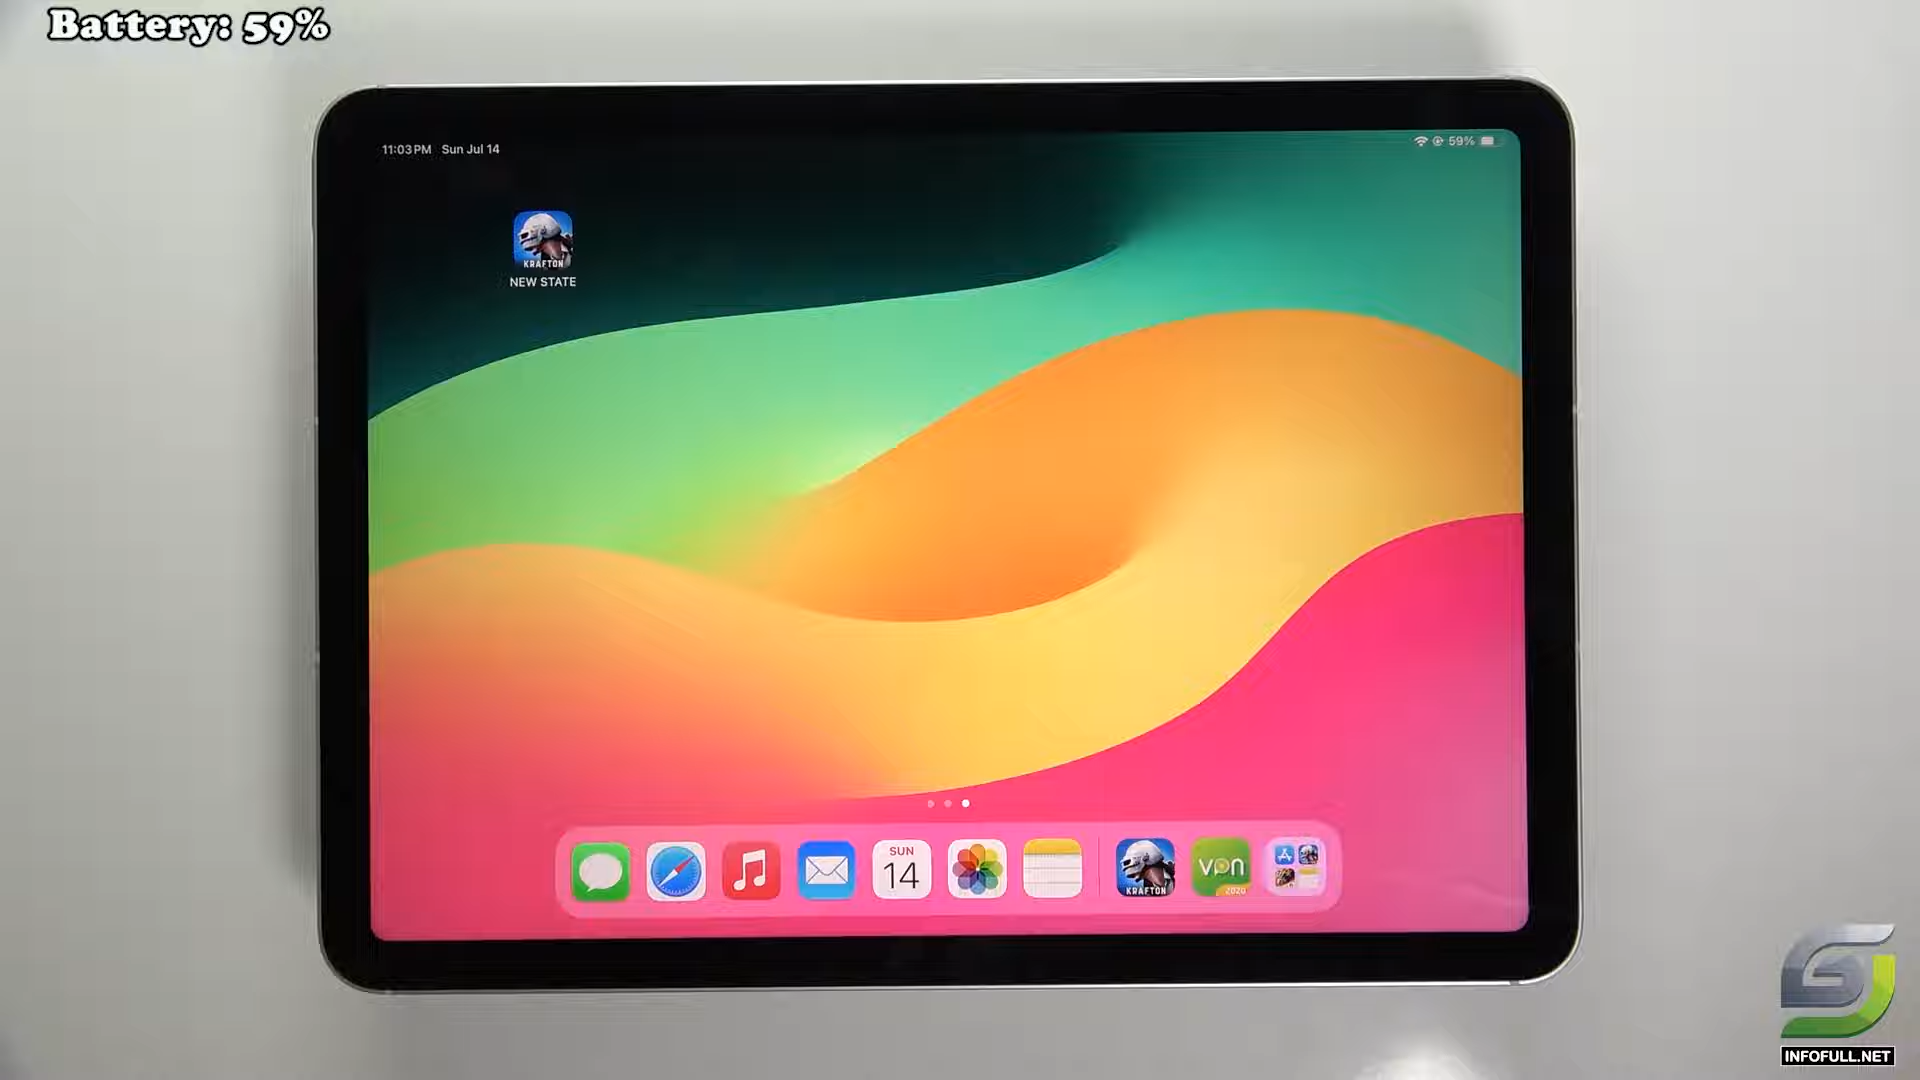 Battery: 59%
11:03 PM Sun Jul 14
59%
KRAFTON
NEW STATE
SUN
14
KRAFTON
vpn
2020
INFOFULL.NET